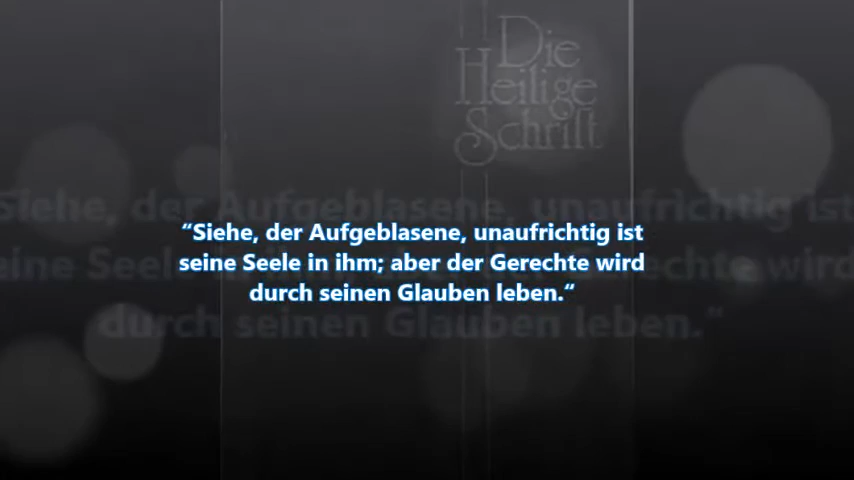 Die
Heilige
Schrift
“Siehe, der Aufgeblasene, unaufrichtig ist
seine Seele in ihm; aber der Gerechte wird
durch seinen Glauben leben.“